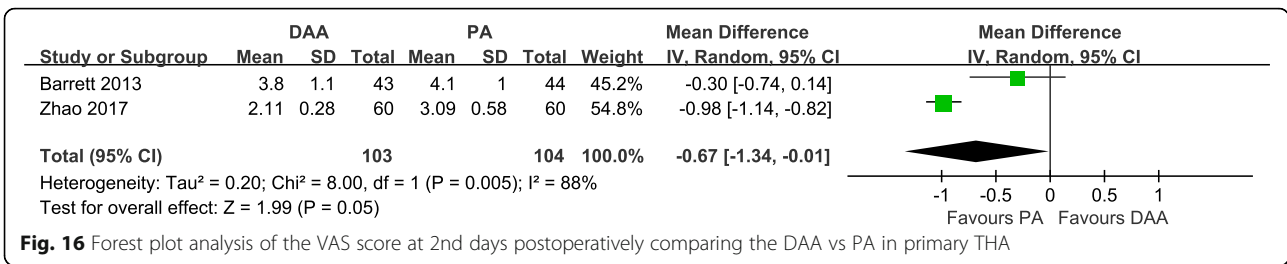 DAA PA Mean Difference Mean Difference
Study or Subgroup Mean SD Total Mean SD Total Weight IV, Random, 95% CI IV, Random, 95% CI
Barrett 2013 3.8 1.1 43 4.1 1 44 45.2% -0.30 [-0.74, 0.14]
Zhao 2017 2.11 0.28 60 3.09 0.58 60 54.8% -0.98 [-1.14, -0.82]
Total (95% CI) 103 104 100.0% -0.67 [-1.34, -0.01]
Heterogeneity: Tau² = 0.20; Chi² = 8.00, df = 1 (P = 0.005); I² = 88%
Test for overall effect: Z = 1.99 (P = 0.05)
-1 -0.5 0 0.5 1
Favours PA Favours DAA
Fig. 16 Forest plot analysis of the VAS score at 2nd days postoperatively comparing the DAA vs PA in primary THA